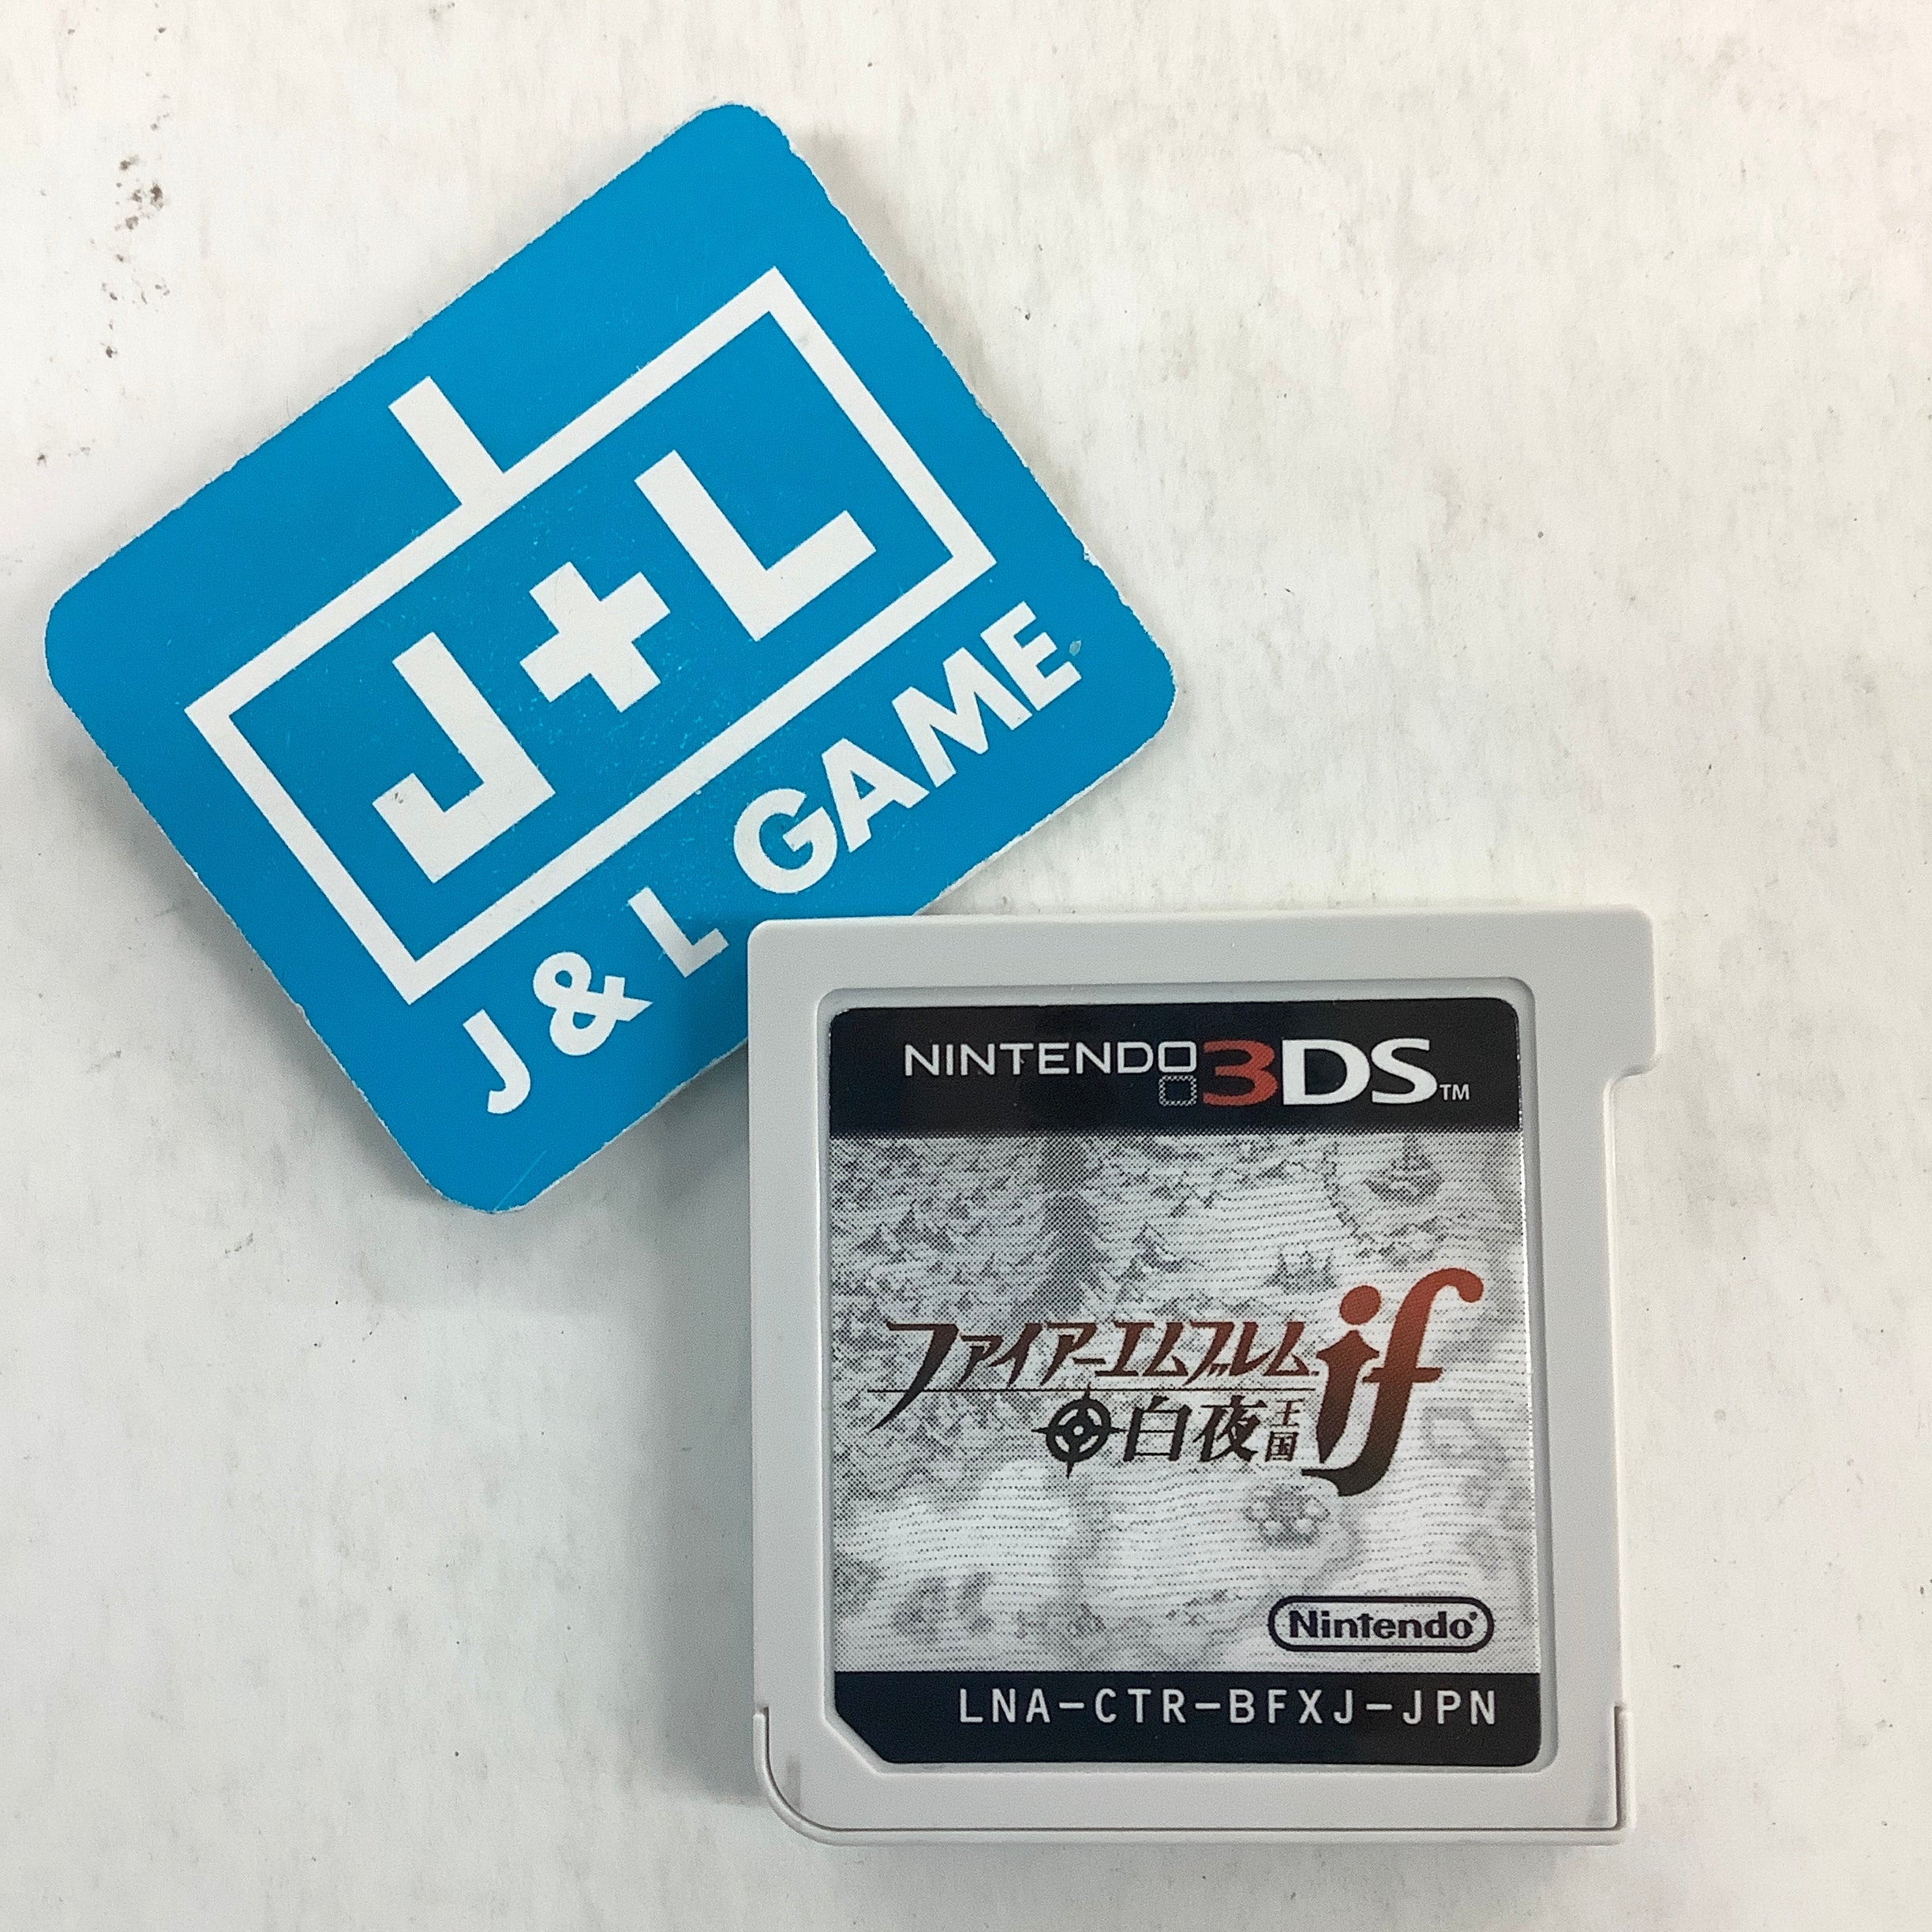 J+L
J & L GAME
NINTENDO 3DS™
ファイアーエムブレム if
白夜王国
Nintendo®
LNA-CTR-BFXJ-JPN